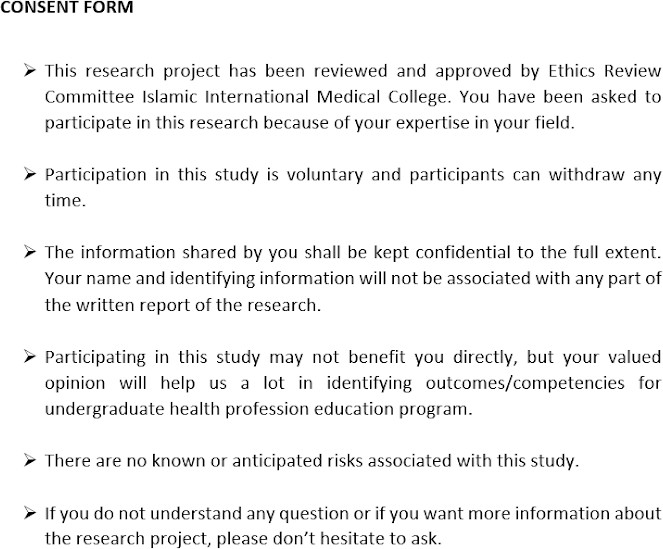 CONSENT FORM
➤ This research project has been reviewed and approved by Ethics Review
Committee Islamic International Medical College. You have been asked to
participate in this research because of your expertise in your field.
➤ Participation in this study is voluntary and participants can withdraw any
time.
➤ The information shared by you shall be kept confidential to the full extent.
Your name and identifying information will not be associated with any part of
the written report of the research.
➤ Participating in this study may not benefit you directly, but your valued
opinion will help us a lot in identifying outcomes/competencies for
undergraduate health profession education program.
➤ There are no known or anticipated risks associated with this study.
➤ If you do not understand any question or if you want more information about
the research project, please don’t hesitate to ask.